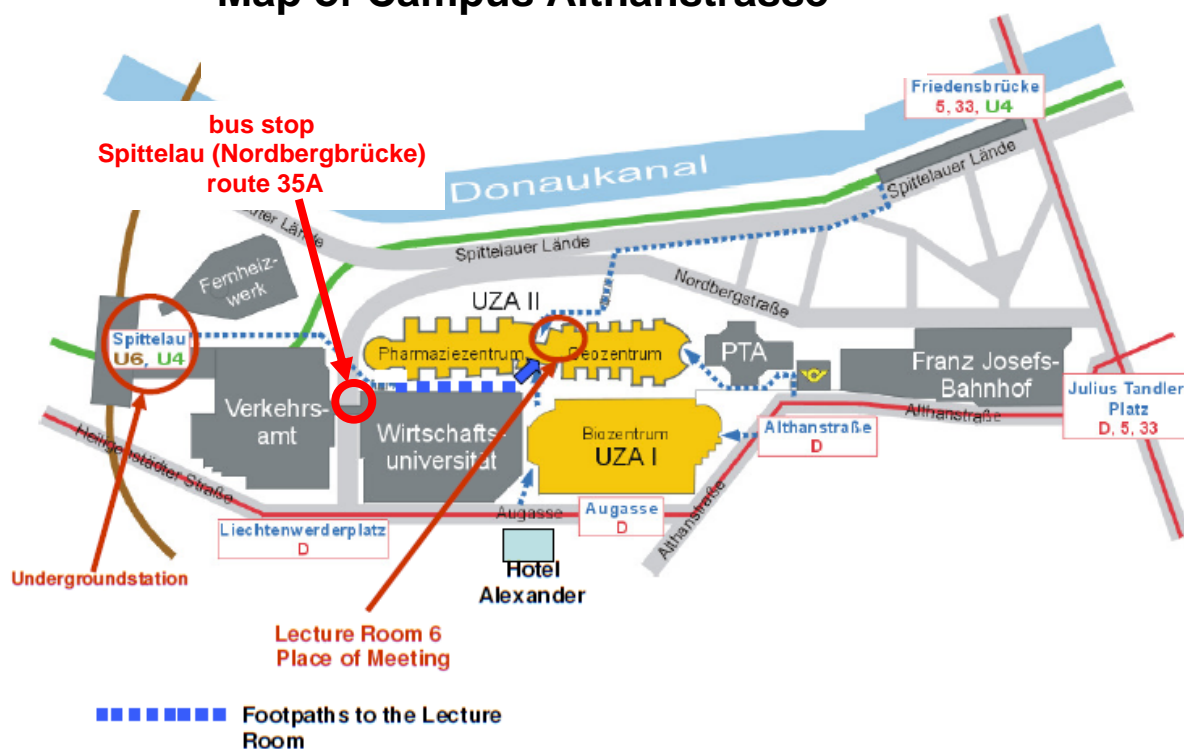 Map of Campus Althanstrasse
Friedensbrücke
5, 33, U4
bus stop
Spittelau (Nordbergbrücke)
route 35A
Donaukanal
Spittelauer Lände
Lände
Spittelauer Lände
Fernheiz-
werk
Nordbergstraße
UZA II
Spittelau
U6, U4
Pharmaziezentrum
Geozentrum
PTA
Franz Josefs-
Bahnhof
Julius Tandler
Platz
D, 5, 33
Verkehrs-
amt
Wirtschafts-
universität
Biozentrum
UZA I
Althanstraße
D
Althanstraße
Heiligenstädter Straße
Augasse
Augasse
D
Althanstraße
Liechtenwerderplatz
D
Hotel
Alexander
Undergroundstation
Lecture Room 6
Place of Meeting
Footpaths to the Lecture
Room